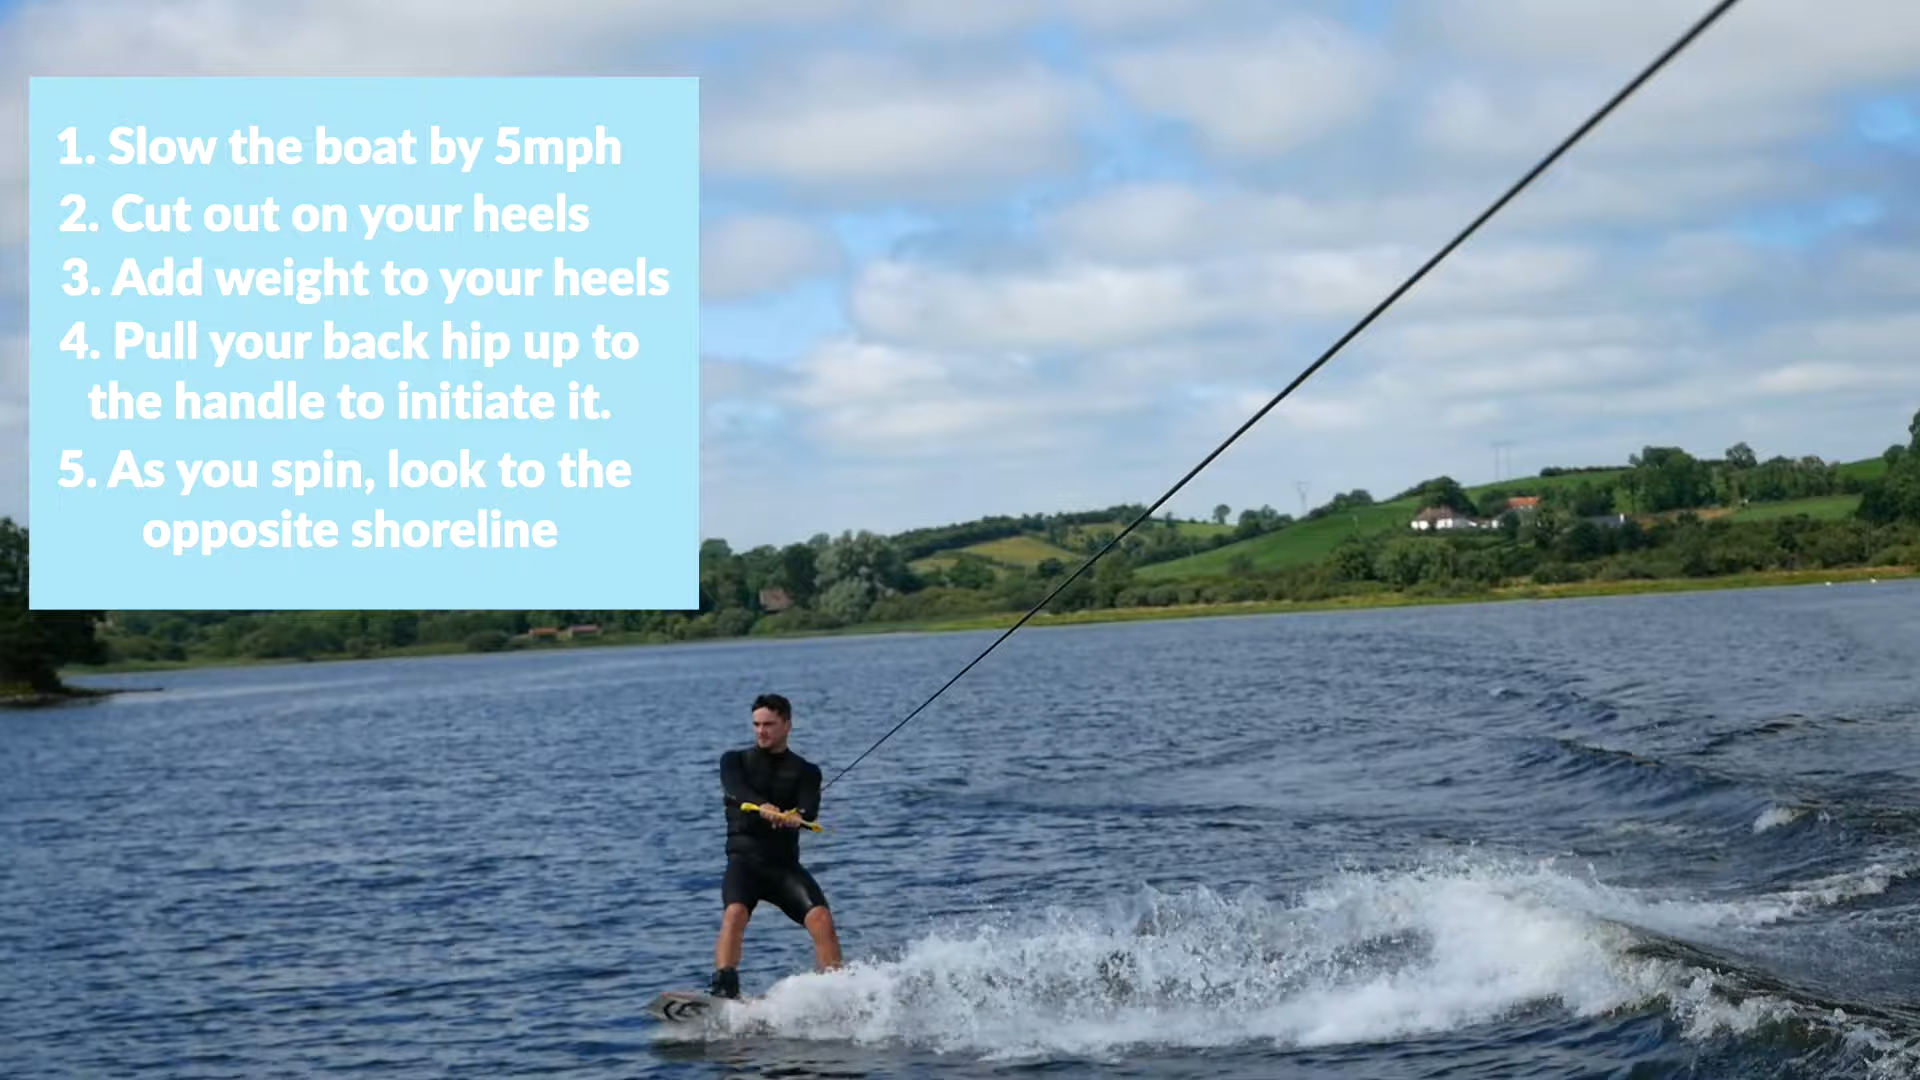 1. Slow the boat by 5mph
2. Cut out on your heels
3. Add weight to your heels
4. Pull your back hip up to
the handle to initiate it.
5. As you spin, look to the
opposite shoreline